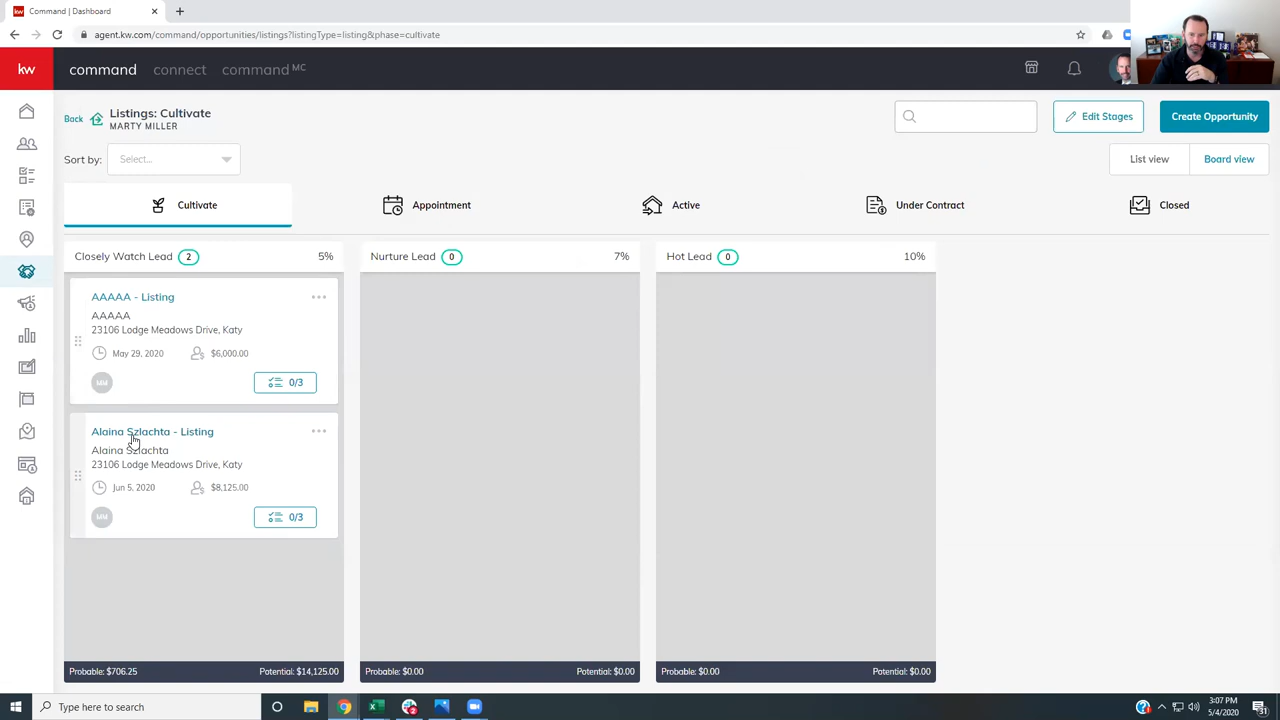 Command | Dashboard
agent.kw.com/command/opportunities/listings?listingType=listing&phase=cultivate
kw
command
connect
command MC
Back
Listings: Cultivate
MARTY MILLER
Edit Stages
Create Opportunity
Sort by:
Select...
List view
Board view
Cultivate
Appointment
Active
Under Contract
Closed
Closely Watch Lead 2 5%
Nurture Lead 0 7%
Hot Lead 0 10%
AAAAA - Listing
AAAAA
23106 Lodge Meadows Drive, Katy
May 29, 2020 $6,000.00
MM 0/3
Alaina Szlachta - Listing
Alaina Szlachta
23106 Lodge Meadows Drive, Katy
Jun 5, 2020 $8,125.00
MM 0/3
Probable: $706.25 Potential: $14,125.00
Probable: $0.00 Potential: $0.00
Probable: $0.00 Potential: $0.00
Type here to search
3:07 PM
5/4/2020